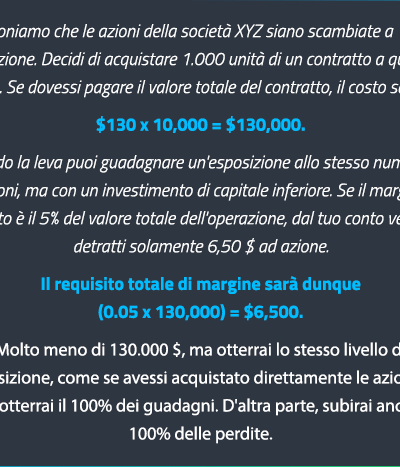 oniamo che le azioni della società XYZ siano scambiate a
zione. Decidi di acquistare 1.000 unità di un contratto a qu
. Se dovessi pagare il valore totale del contratto, il costo s
$130 x 10,000 = $130,000.
do la leva puoi guadagnare un'esposizione allo stesso num
oni, ma con un investimento di capitale inferiore. Se il marg
to è il 5% del valore totale dell'operazione, dal tuo conto ve
detratti solamente 6,50 $ ad azione.
Il requisito totale di margine sarà dunque
(0.05 x 130,000) = $6,500.
Molto meno di 130.000 $, ma otterrai lo stesso livello d
sizione, come se avessi acquistato direttamente le azio
otterrai il 100% dei guadagni. D'altra parte, subirai anc
100% delle perdite.